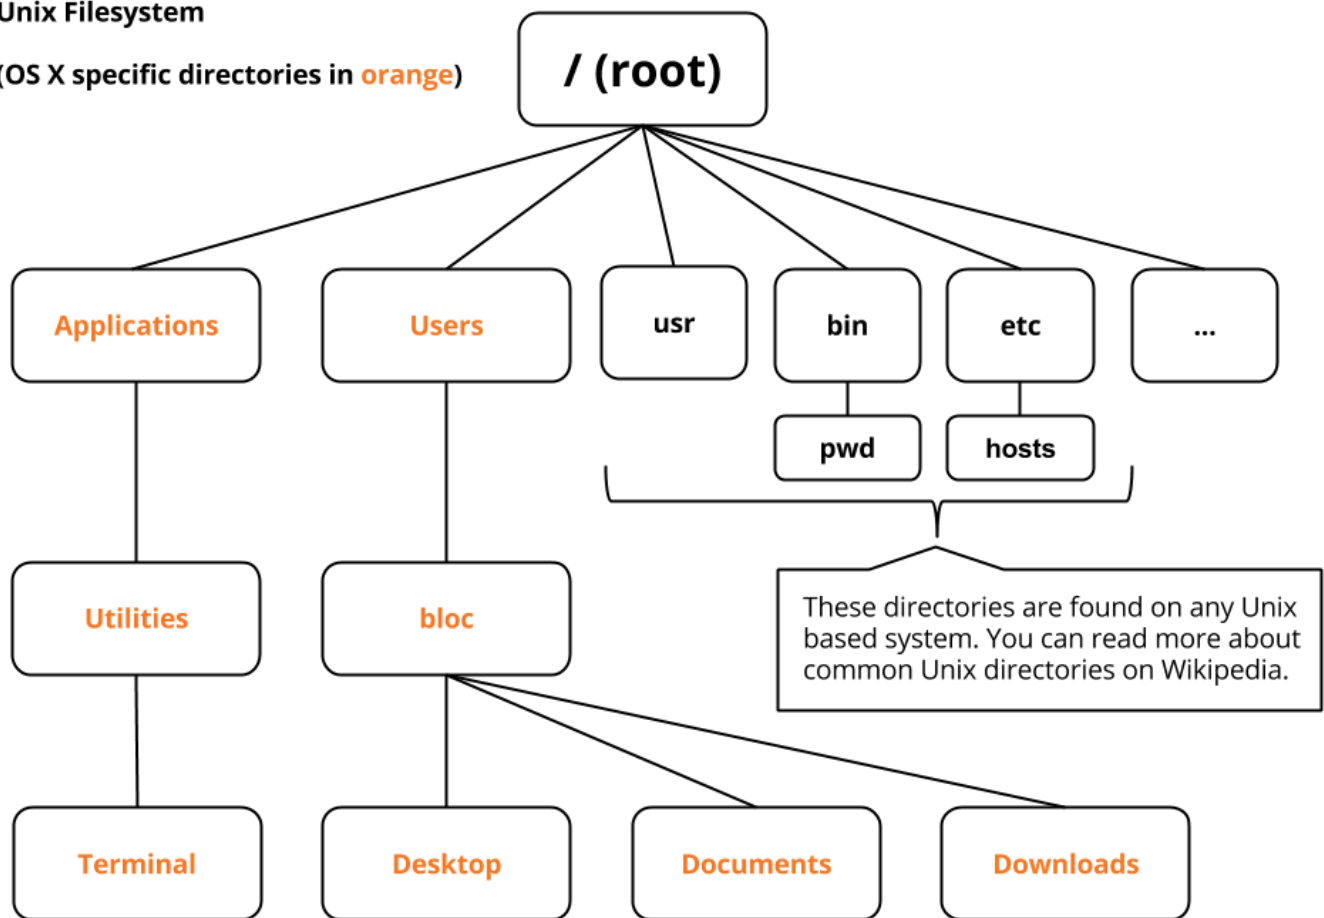 Unix Filesystem
(OS X specific directories in orange)
/ (root)
Applications
Users
usr
bin
etc
...
pwd
hosts
Utilities
bloc
These directories are found on any Unix
based system. You can read more about
common Unix directories on Wikipedia.
Terminal
Desktop
Documents
Downloads